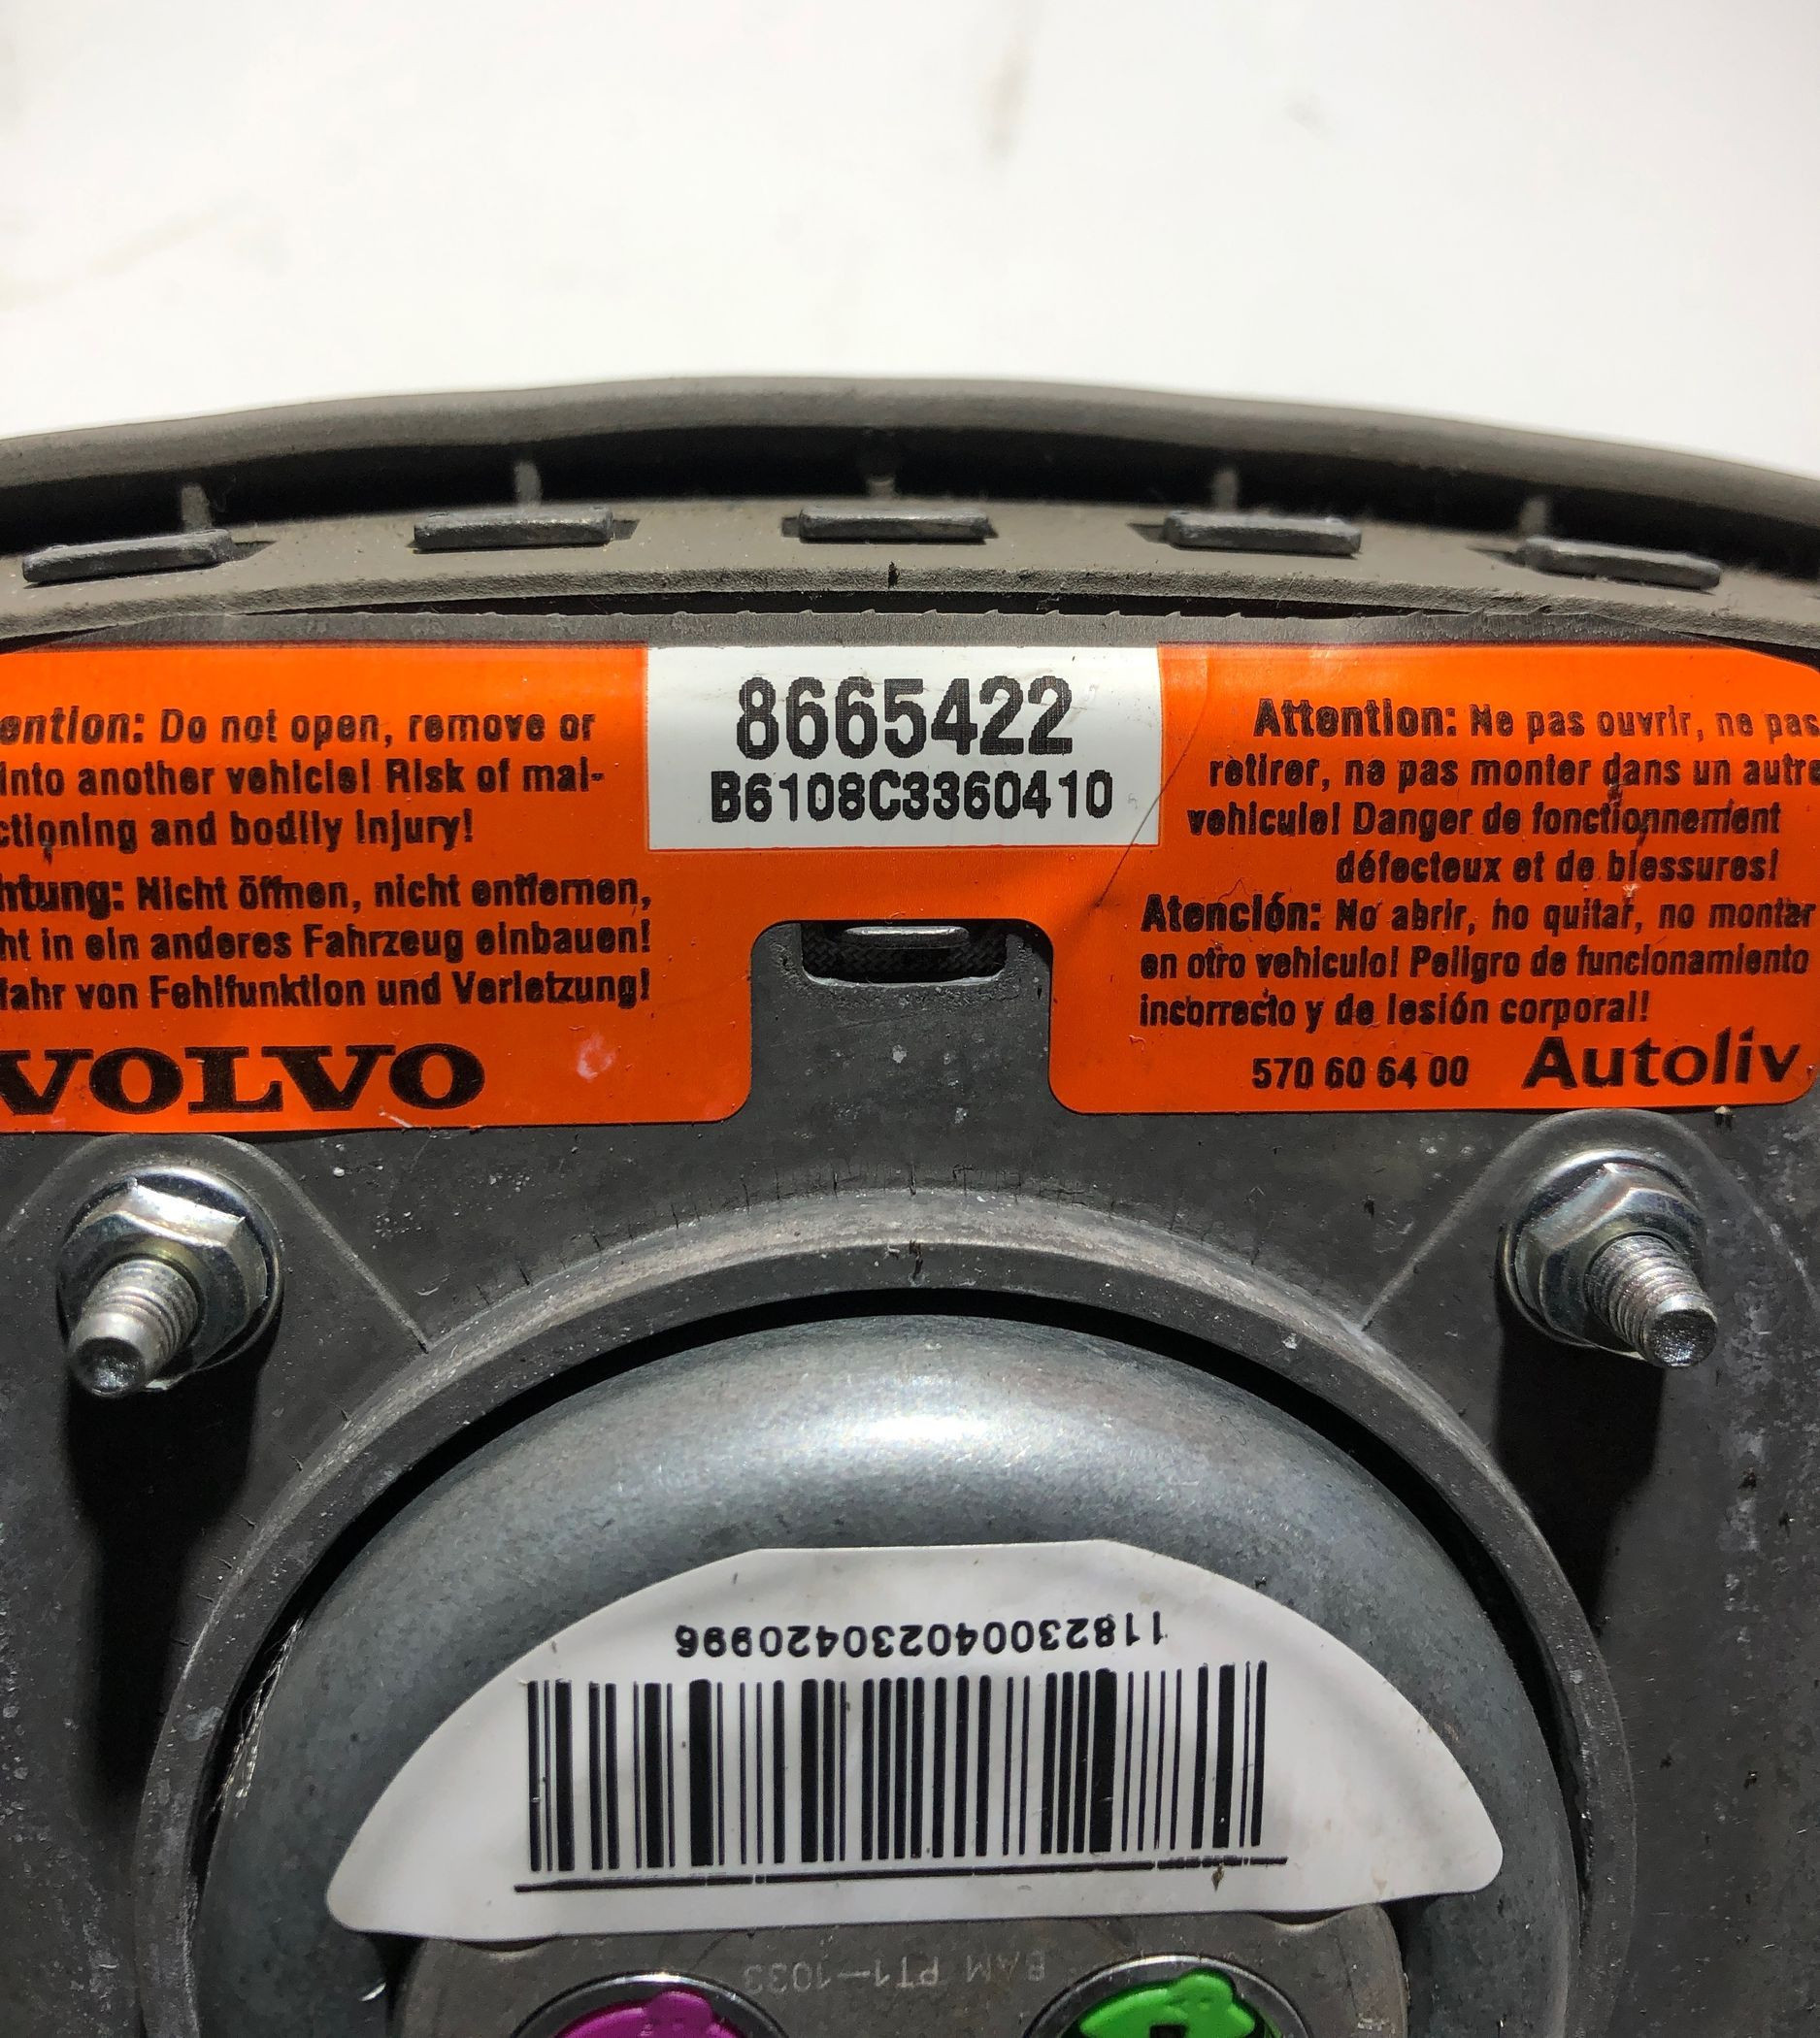 8665422
B6108C3360410
ention: Do not open, remove or
into another vehicle! Risk of mal-
ctioning and bodily injury!
htung: Nicht öffnen, nicht entfernen,
ht in ein anderes Fahrzeug einbauen!
fahr von Fehlfunktion und Verletzung!
VOLVO
Attention: Ne pas ouvrir, ne pas
retirer, ne pas monter dans un autre
vehicule! Danger de fonctionnement
défecteux et de blessures!
Atención: No abrir, no quitar, no montar
en otro vehiculo! Peligro de funcionamiento
incorrecto y de lesión corporal!
570 60 64 00 Autoliv
11823004023042099​6
BAM PT1-1033